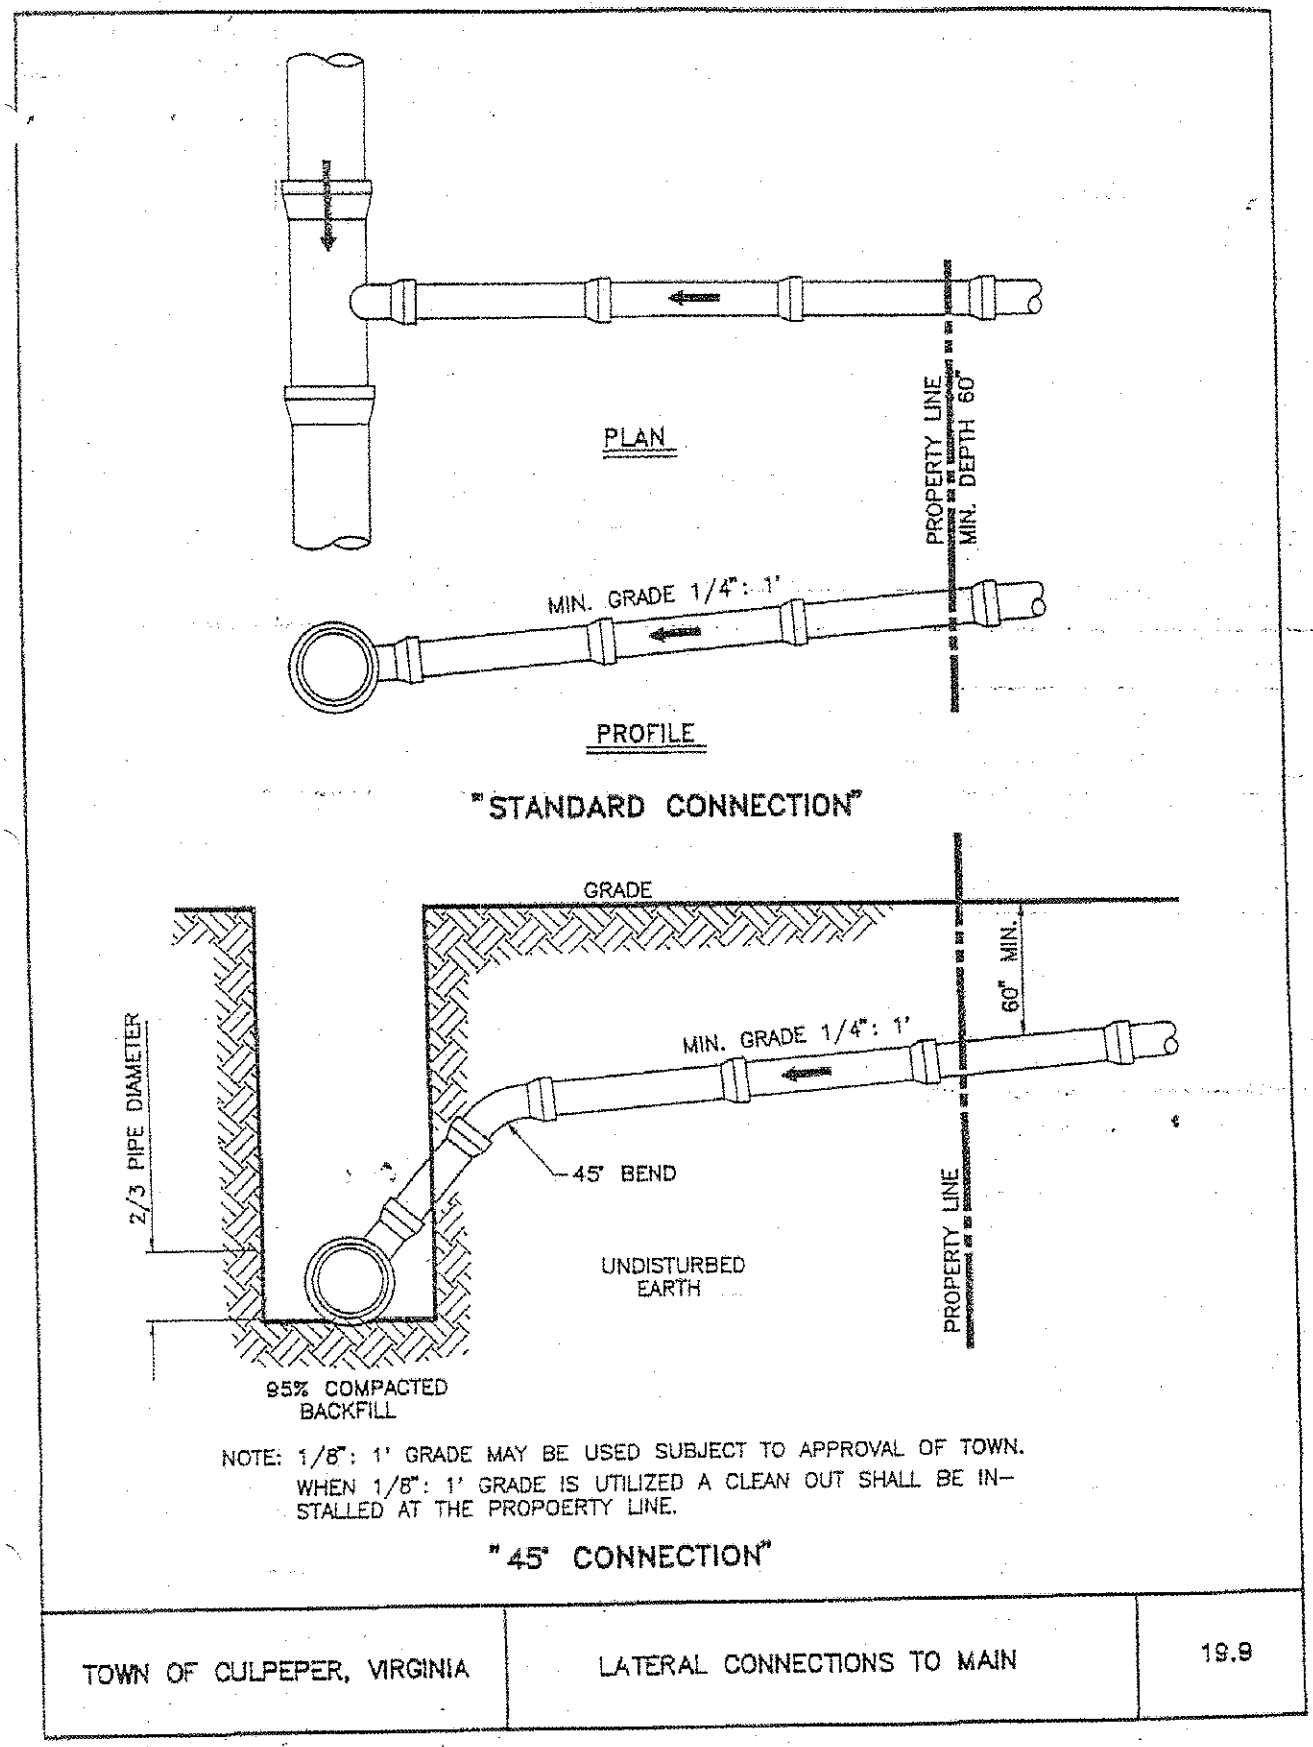 PLAN
PROPERTY LINE
MIN. DEPTH 60"
MIN. GRADE 1/4": 1'
PROFILE
"STANDARD CONNECTION"
GRADE
60" MIN.
MIN. GRADE 1/4": 1'
2/3 PIPE DIAMETER
45° BEND
PROPERTY LINE
UNDISTURBED
EARTH
95% COMPACTED
BACKFILL
NOTE: 1/8": 1' GRADE MAY BE USED SUBJECT TO APPROVAL OF TOWN.
WHEN 1/8": 1' GRADE IS UTILIZED A CLEAN OUT SHALL BE IN-
STALLED AT THE PROPOERTY LINE.
"45° CONNECTION"
TOWN OF CULPEPER, VIRGINIA
LATERAL CONNECTIONS TO MAIN
19.9